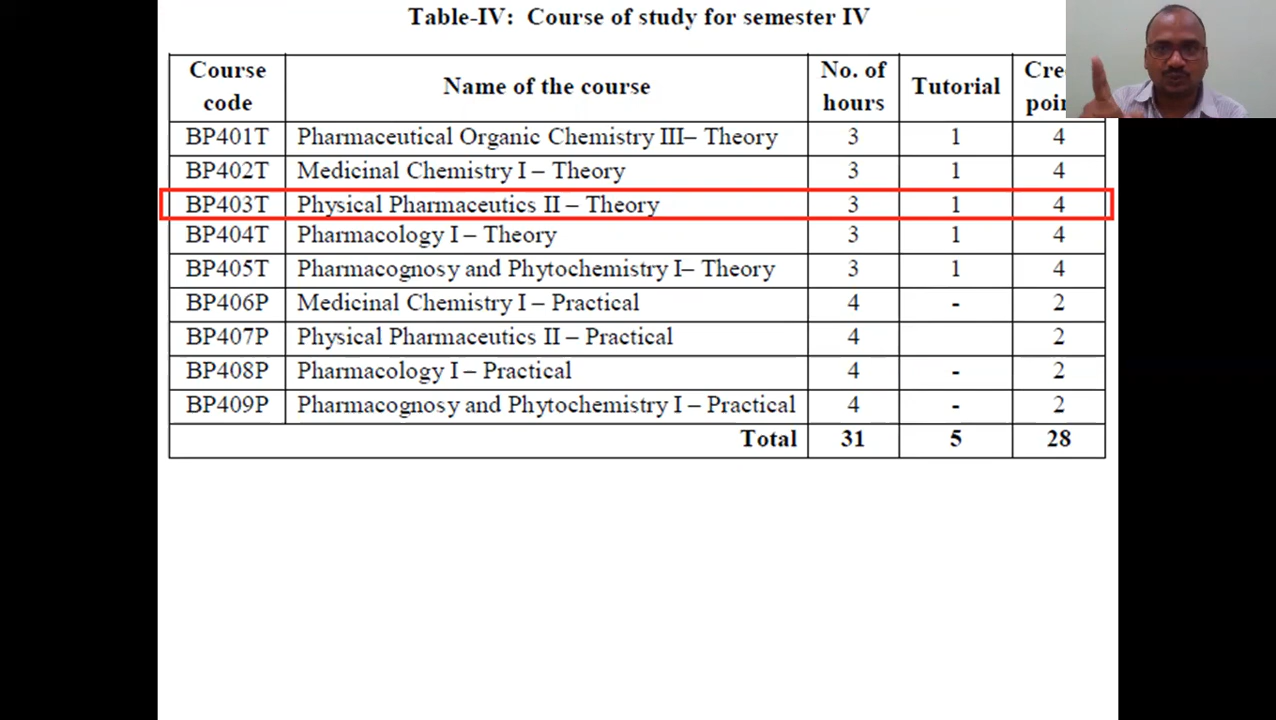 Table-IV: Course of study for semester IV
Course code | Name of the course | No. of hours | Tutorial
BP401T | Pharmaceutical Organic Chemistry III– Theory | 3 | 1 | 4
BP402T | Medicinal Chemistry I – Theory | 3 | 1 | 4
BP403T | Physical Pharmaceutics II – Theory | 3 | 1 | 4
BP404T | Pharmacology I – Theory | 3 | 1 | 4
BP405T | Pharmacognosy and Phytochemistry I– Theory | 3 | 1 | 4
BP406P | Medicinal Chemistry I – Practical | 4 | - | 2
BP407P | Physical Pharmaceutics II – Practical | 4 | | 2
BP408P | Pharmacology I – Practical | 4 | - | 2
BP409P | Pharmacognosy and Phytochemistry I – Practical | 4 | - | 2
Total | 31 | 5 | 28